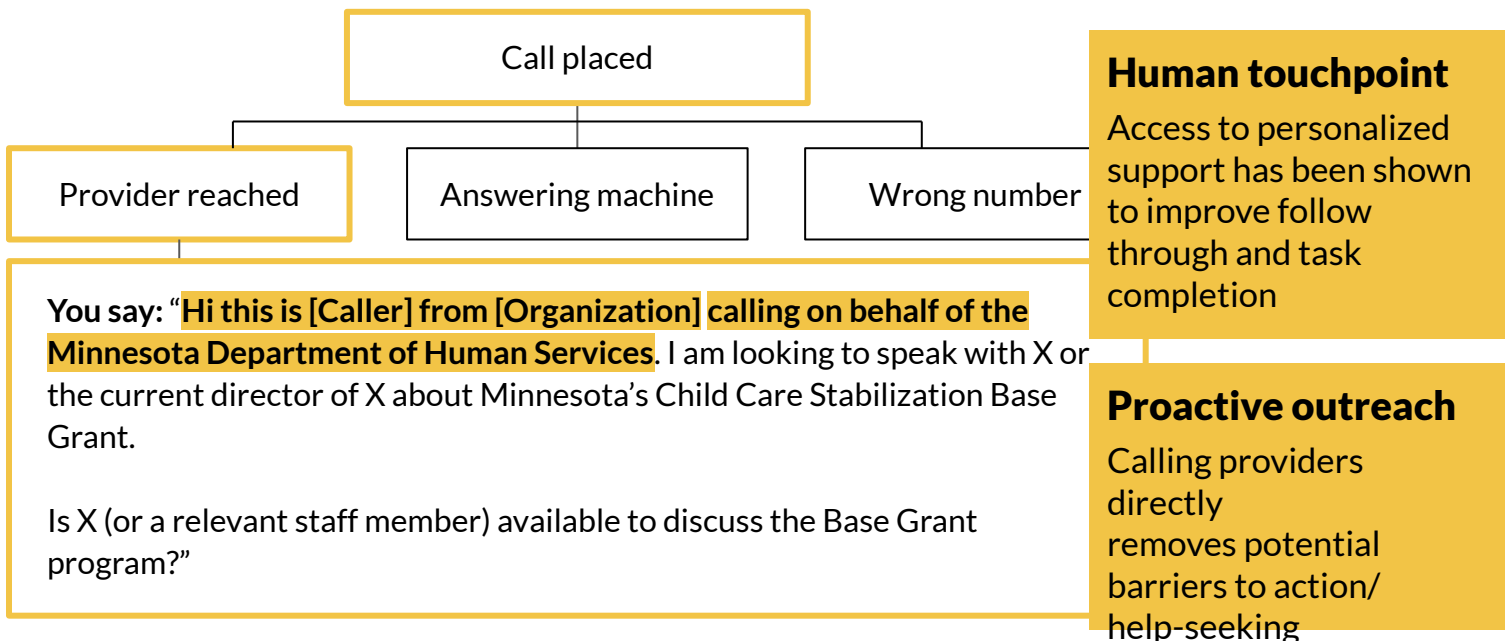 Call placed
Provider reached
Answering machine
Wrong number
You say: “Hi this is [Caller] from [Organization] calling on behalf of the
Minnesota Department of Human Services. I am looking to speak with X or
the current director of X about Minnesota’s Child Care Stabilization Base
Grant.
Is X (or a relevant staff member) available to discuss the Base Grant
program?”
Human touchpoint
Access to personalized
support has been shown
to improve follow
through and task
completion
Proactive outreach
Calling providers
directly
removes potential
barriers to action/
help-seeking